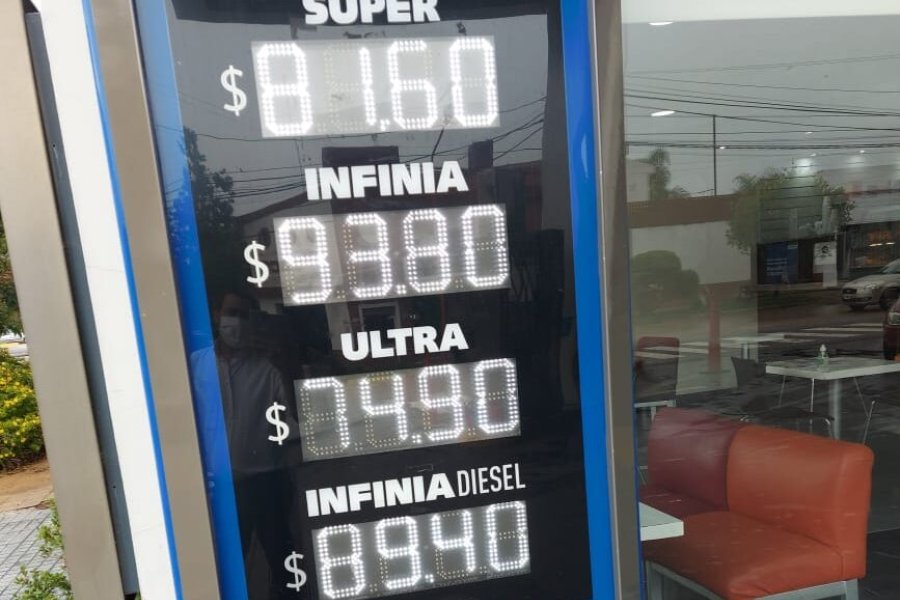 SUPER
$ 81.60
INFINIA
$ 93.80
ULTRA
$ 74.90
INFINIA DIESEL
$ 89.40